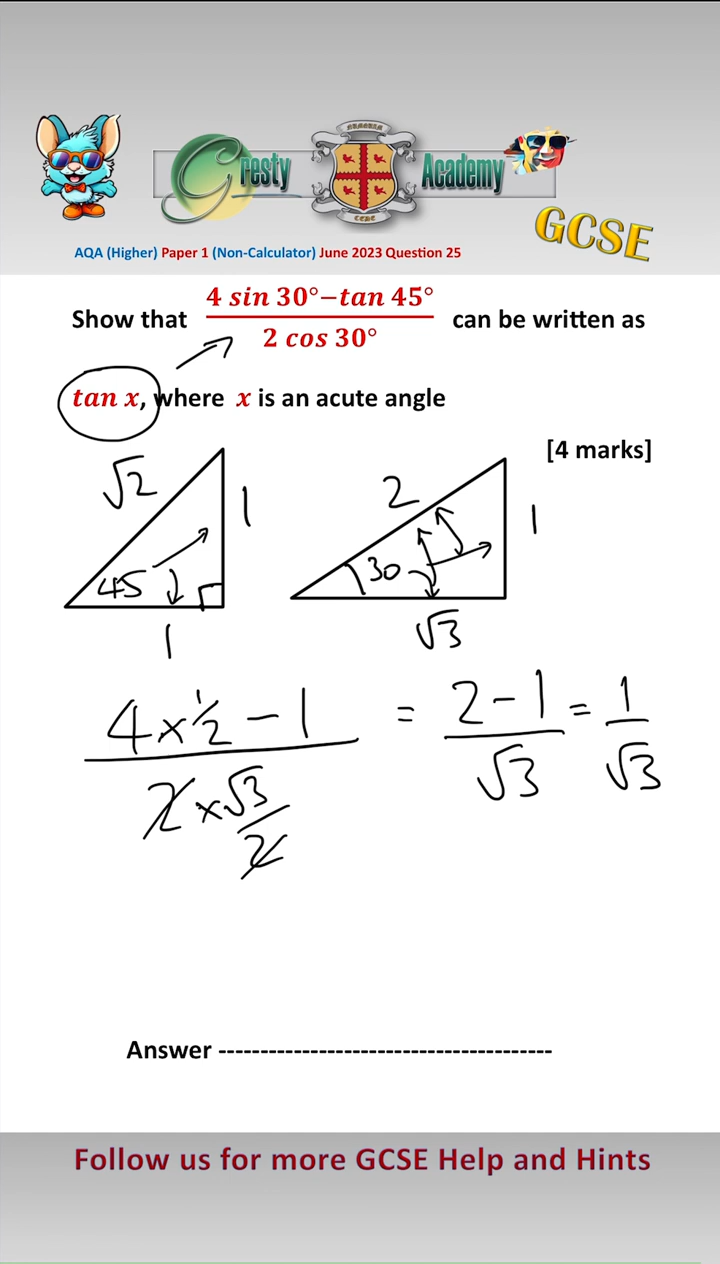 NUMORUM
Gresty Academy
CEDE
GCSE
AQA (Higher) Paper 1 (Non-Calculator) June 2023 Question 25
Show that (4 sin 30° – tan 45°) / (2 cos 30°) can be written as
tan x, where x is an acute angle
[4 marks]
√2 1 45 1
2 1 30 √3
(4 × ½ – 1) / (2 × √3/2) = (2 – 1) / √3 = 1 / √3
Answer ----------------------------------------
Follow us for more GCSE Help and Hints